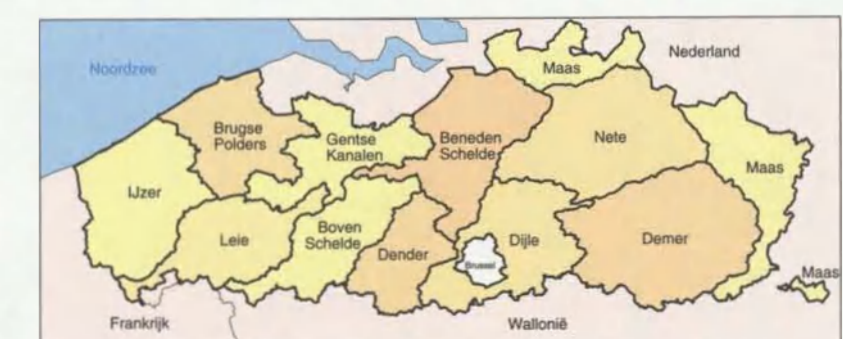 Noordzee
Nederland
Maas
Brugse
Polders
Gentse
Kanalen
Beneden
Schelde
Nete
Maas
IJzer
Leie
Boven
Schelde
Dender
Dijle
Brussel
Demer
Maas
Frankrijk
Wallonië